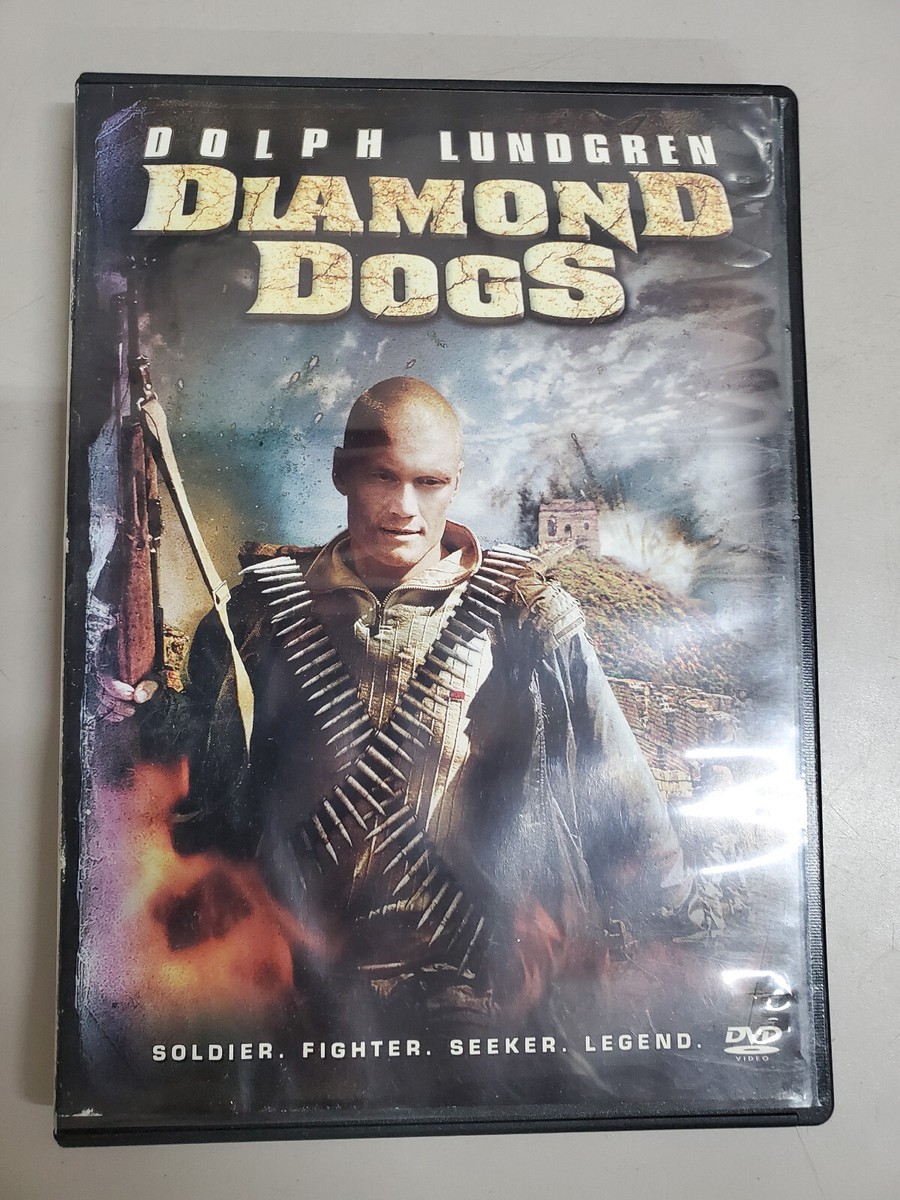 DOLPH LUNDGREN
DIAMOND
DOGS
SOLDIER. FIGHTER. SEEKER. LEGEND.
DVD
VIDEO